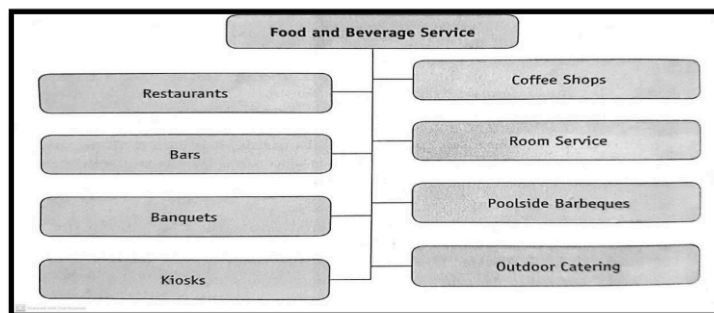 Food and Beverage Service
Restaurants
Coffee Shops
Bars
Room Service
Banquets
Poolside Barbeques
Kiosks
Outdoor Catering